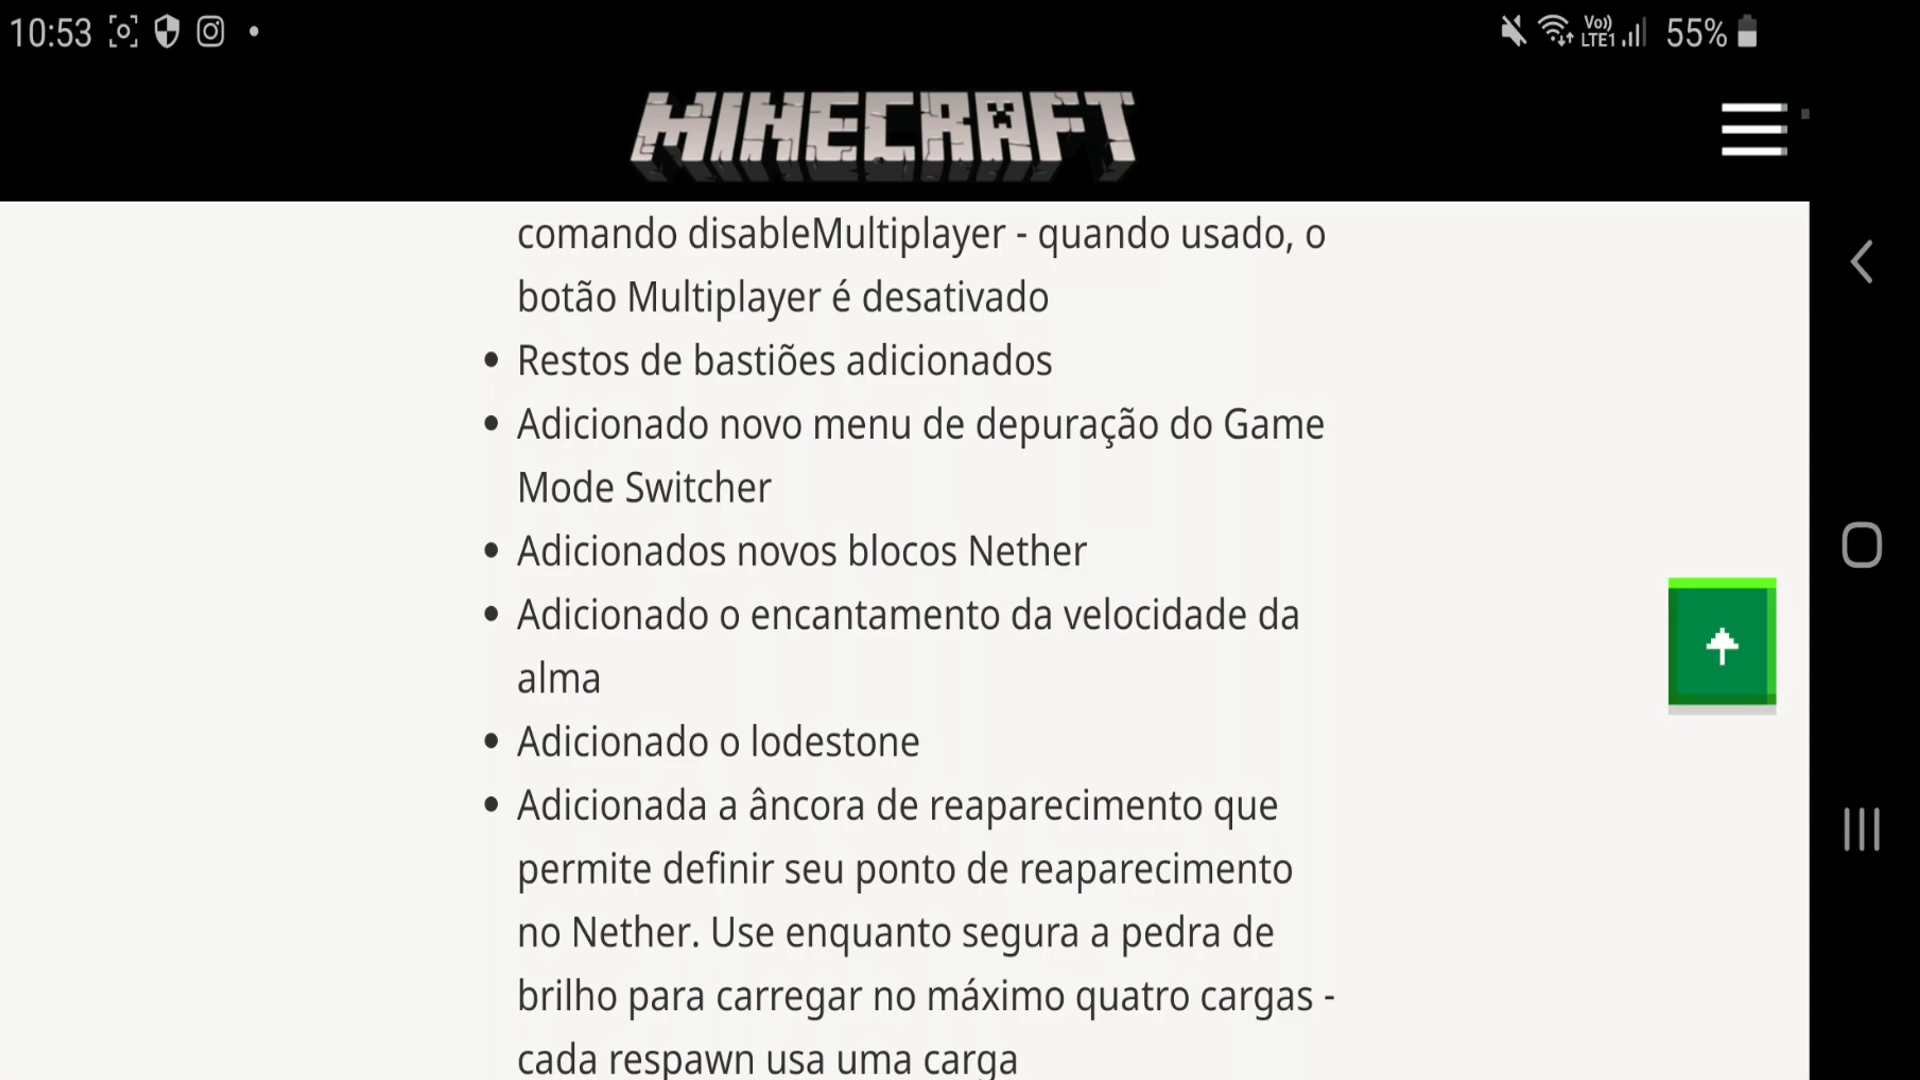 10:53
Vo))
LTE1
55%
MINECRAFT
comando disableMultiplayer - quando usado, o
botão Multiplayer é desativado
• Restos de bastiões adicionados
• Adicionado novo menu de depuração do Game
Mode Switcher
• Adicionados novos blocos Nether
• Adicionado o encantamento da velocidade da
alma
• Adicionado o lodestone
• Adicionada a âncora de reaparecimento que
permite definir seu ponto de reaparecimento
no Nether. Use enquanto segura a pedra de
brilho para carregar no máximo quatro cargas -
cada respawn usa uma carga